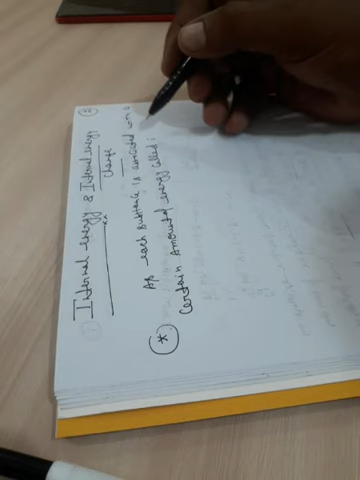 Internal energy & Internal energy
Change
As each substance is associated with a
Certain Amount of energy called :